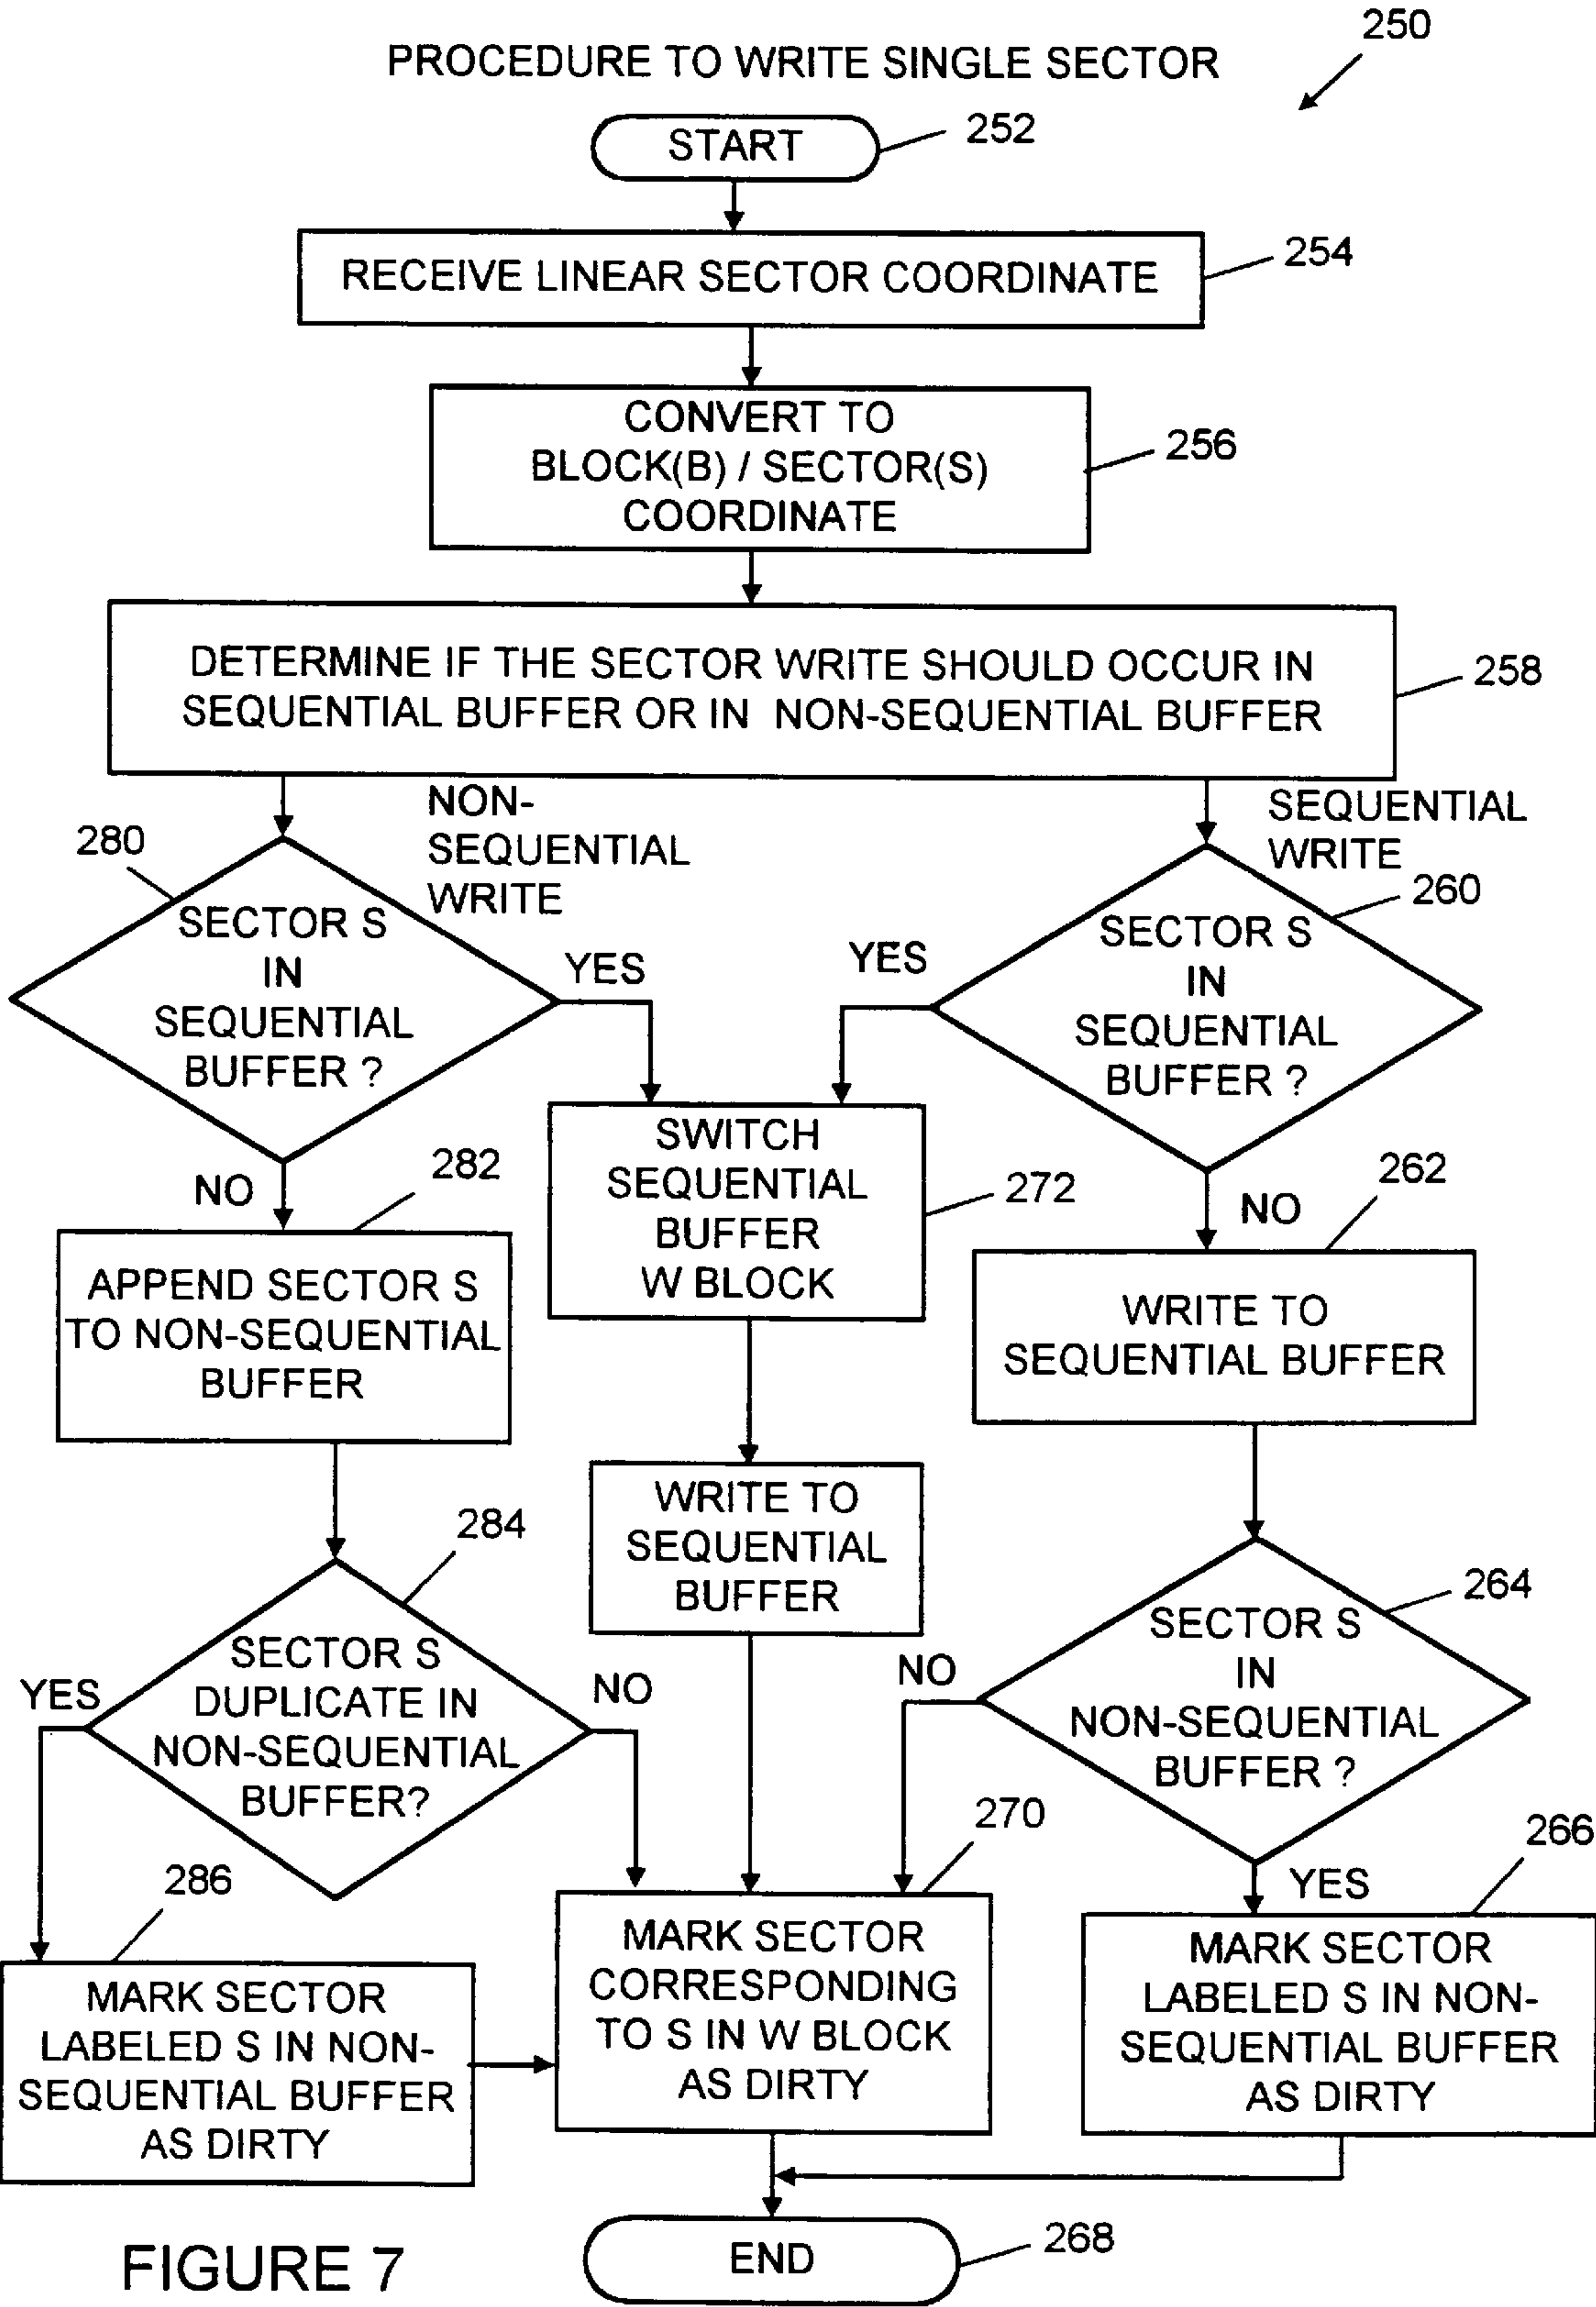 250
PROCEDURE TO WRITE SINGLE SECTOR
START
252
RECEIVE LINEAR SECTOR COORDINATE
254
CONVERT TO
BLOCK(B) / SECTOR(S)
COORDINATE
256
DETERMINE IF THE SECTOR WRITE SHOULD OCCUR IN
SEQUENTIAL BUFFER OR IN NON-SEQUENTIAL BUFFER
258
NON-
SEQUENTIAL
WRITE
SEQUENTIAL
WRITE
280
SECTOR S
IN
SEQUENTIAL
BUFFER ?
YES
NO
260
SECTOR S
IN
SEQUENTIAL
BUFFER ?
YES
NO
282
APPEND SECTOR S
TO NON-SEQUENTIAL
BUFFER
SWITCH
SEQUENTIAL
BUFFER
W BLOCK
272
262
WRITE TO
SEQUENTIAL BUFFER
WRITE TO
SEQUENTIAL
BUFFER
284
SECTOR S
DUPLICATE IN
NON-SEQUENTIAL
BUFFER?
YES
NO
264
SECTOR S
IN
NON-SEQUENTIAL
BUFFER ?
NO
YES
286
MARK SECTOR
LABELED S IN NON-
SEQUENTIAL BUFFER
AS DIRTY
270
MARK SECTOR
CORRESPONDING
TO S IN W BLOCK
AS DIRTY
266
MARK SECTOR
LABELED S IN NON-
SEQUENTIAL BUFFER
AS DIRTY
END
268
FIGURE 7